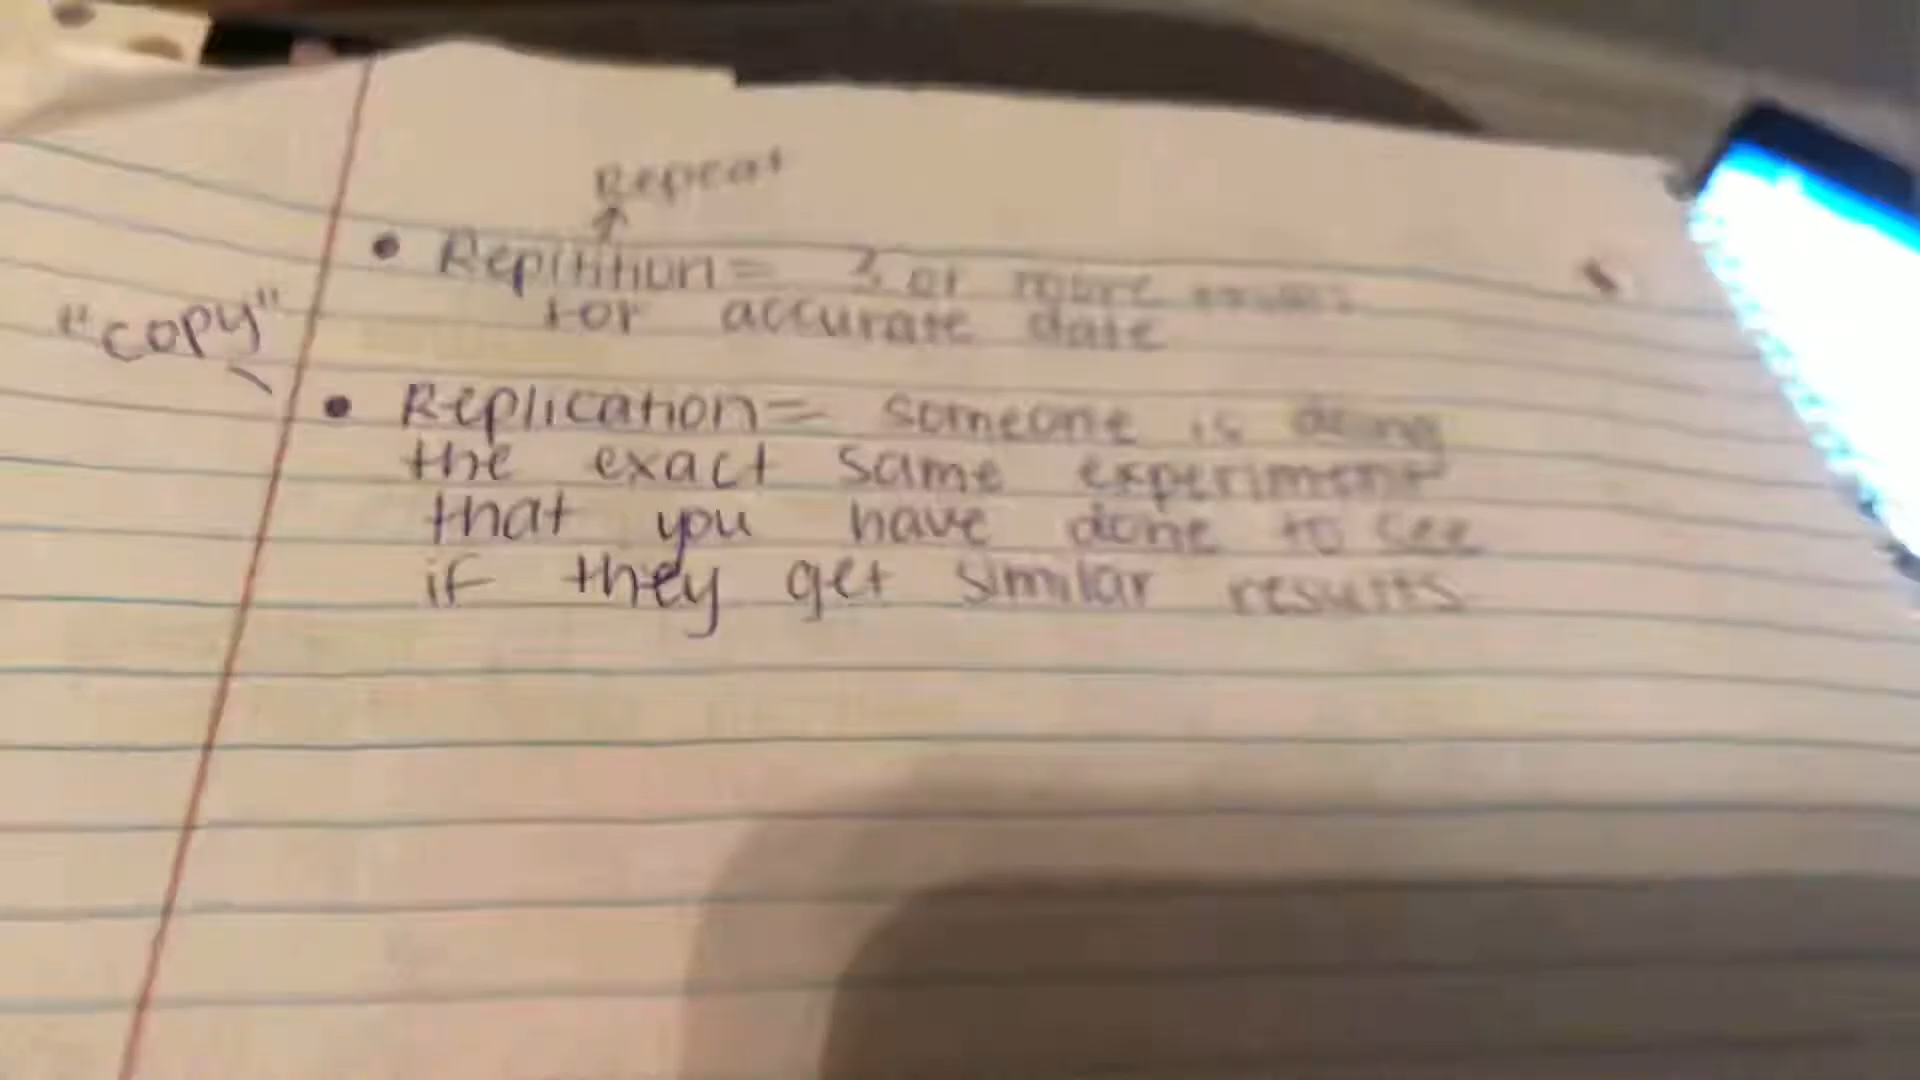 Repeat
• Repitition = 3 or more
for accurate date
"copy"
• Replication = someone is doing
the exact same experiment
that you have done to see
if they get similar results